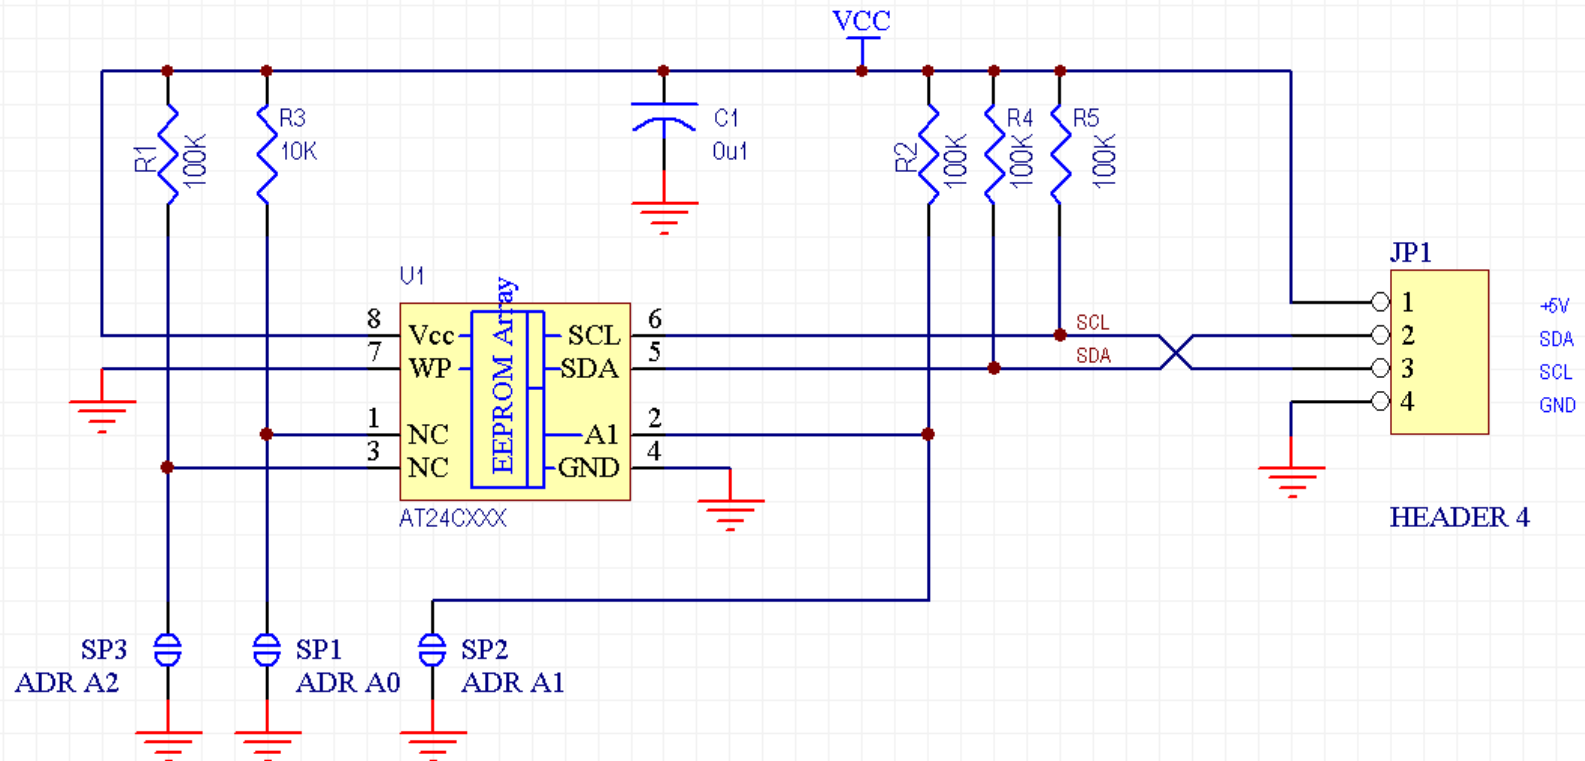 VCC
R1
100K
R3
10K
C1
0u1
R2
100K
R4
100K
R5
100K
JP1
1
+5V
2
SDA
3
SCL
4
GND
HEADER 4
U1
EEPROM Array
8
Vcc
SCL
6
SCL
7
WP
SDA
5
SDA
1
NC
A1
2
3
NC
GND
4
AT24CXXX
SP3
ADR A2
SP1
ADR A0
SP2
ADR A1